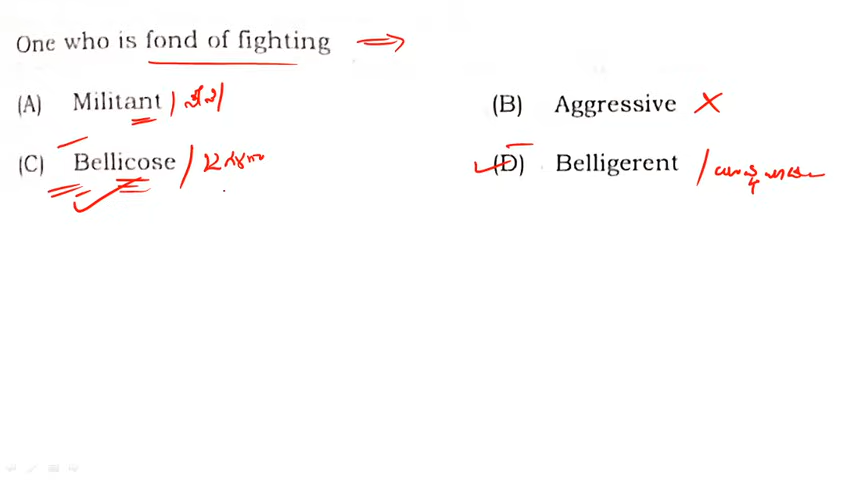 One who is fond of fighting
(A) Militant (B) Aggressive
(C) Bellicose (D) Belligerent